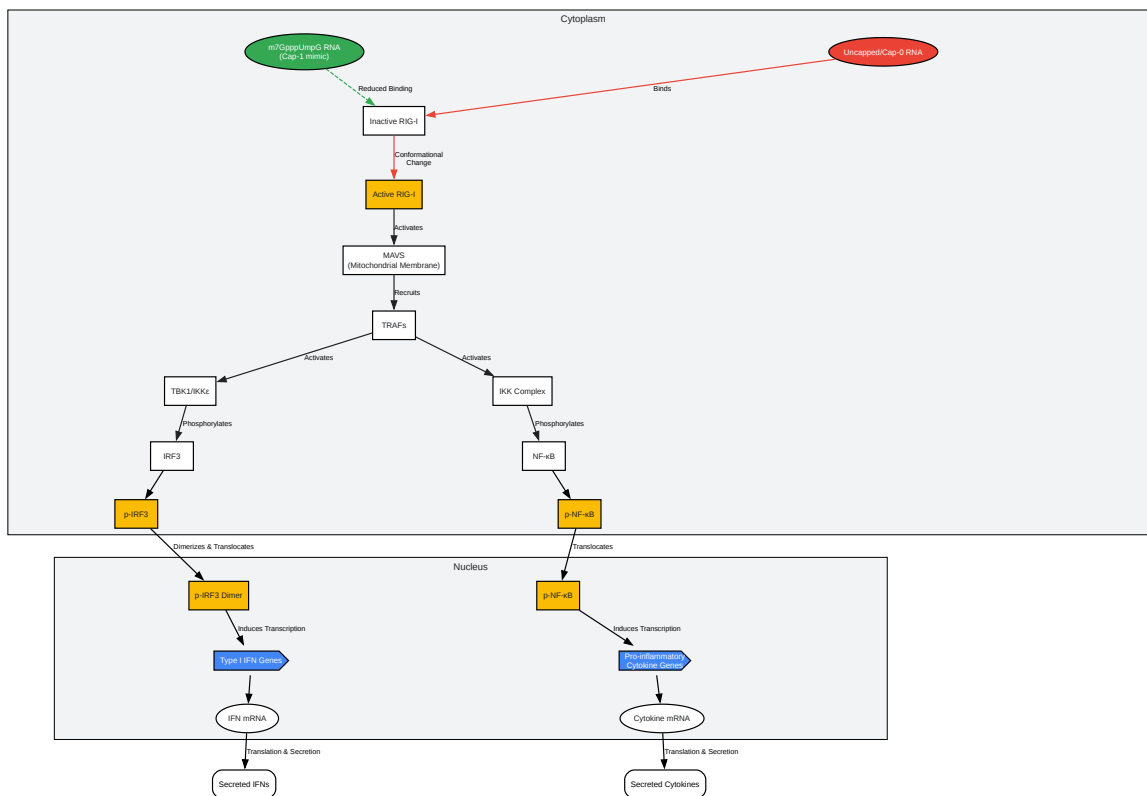 Cytoplasm
m7GpppUmpG RNA
(Cap-1 mimic)
Uncapped/Cap-0 RNA
Reduced Binding
Binds
Inactive RIG-I
Conformational
Change
Active RIG-I
Activates
MAVS
(Mitochondrial Membrane)
Recruits
TRAFs
Activates
Activates
TBK1/IKKε
IKK Complex
Phosphorylates
Phosphorylates
IRF3
NF-κB
p-IRF3
p-NF-κB
Dimerizes & Translocates
Translocates
Nucleus
p-IRF3 Dimer
p-NF-κB
Induces Transcription
Induces Transcription
Type I IFN Genes
Pro-inflammatory
Cytokine Genes
IFN mRNA
Cytokine mRNA
Translation & Secretion
Translation & Secretion
Secreted IFNs
Secreted Cytokines